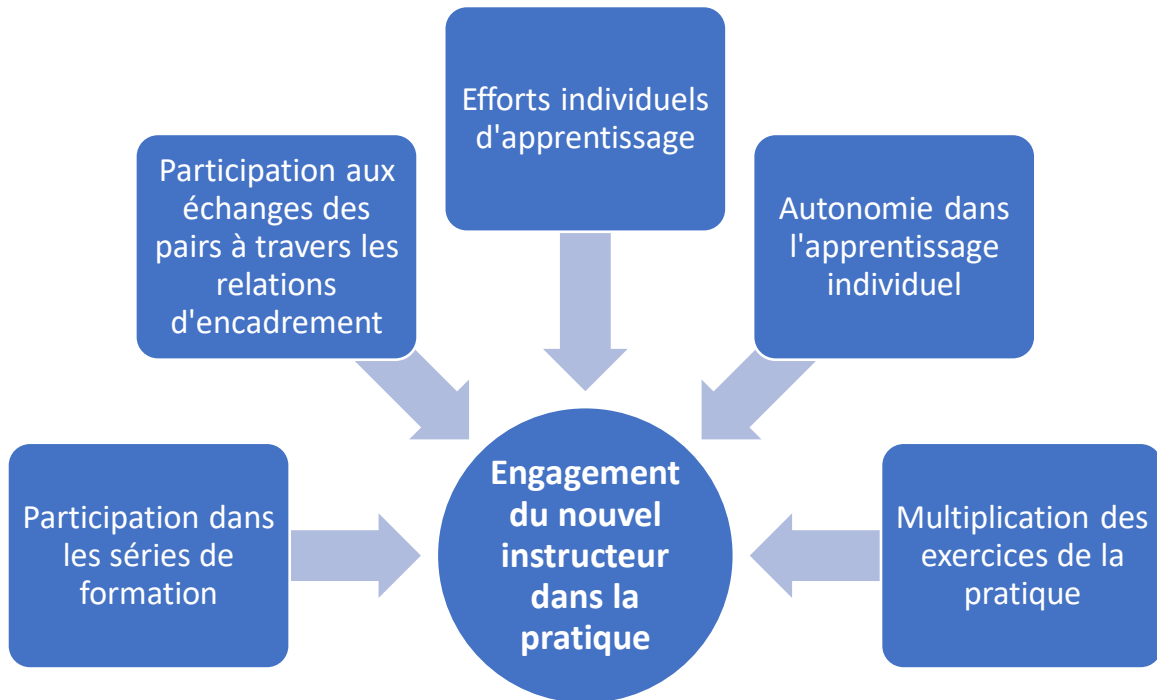 Efforts individuels
d'apprentissage
Participation aux
échanges des
pairs à travers les
relations
d'encadrement
Autonomie dans
l'apprentissage
individuel
Participation dans
les séries de
formation
Engagement
du nouvel
instructeur
dans la
pratique
Multiplication des
exercices de la
pratique